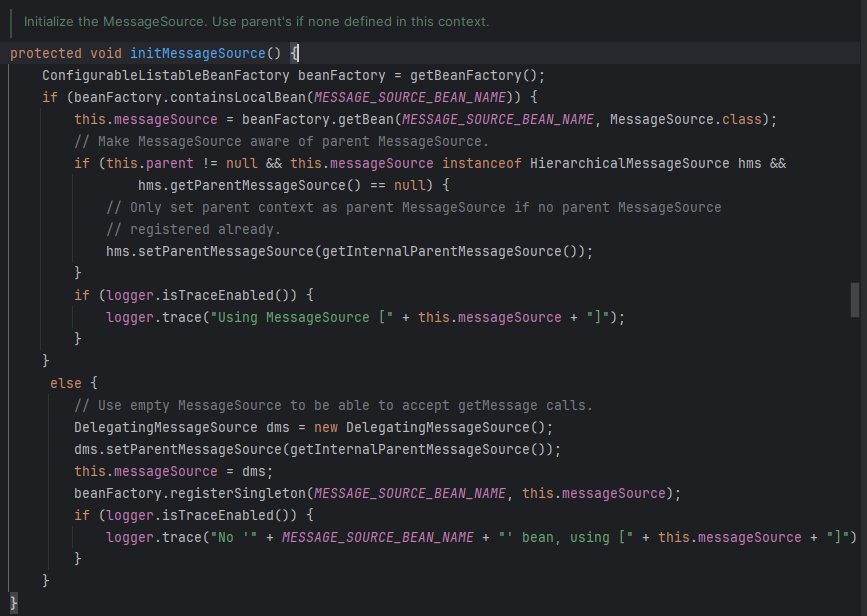 Initialize the MessageSource. Use parent's if none defined in this context.
protected void initMessageSource() {
    ConfigurableListableBeanFactory beanFactory = getBeanFactory();
    if (beanFactory.containsLocalBean(MESSAGE_SOURCE_BEAN_NAME)) {
        this.messageSource = beanFactory.getBean(MESSAGE_SOURCE_BEAN_NAME, MessageSource.class);
        // Make MessageSource aware of parent MessageSource.
        if (this.parent != null && this.messageSource instanceof HierarchicalMessageSource hms &&
                hms.getParentMessageSource() == null) {
            // Only set parent context as parent MessageSource if no parent MessageSource
            // registered already.
            hms.setParentMessageSource(getInternalParentMessageSource());
        }
        if (logger.isTraceEnabled()) {
            logger.trace("Using MessageSource [" + this.messageSource + "]");
        }
    }
     else {
        // Use empty MessageSource to be able to accept getMessage calls.
        DelegatingMessageSource dms = new DelegatingMessageSource();
        dms.setParentMessageSource(getInternalParentMessageSource());
        this.messageSource = dms;
        beanFactory.registerSingleton(MESSAGE_SOURCE_BEAN_NAME, this.messageSource);
        if (logger.isTraceEnabled()) {
            logger.trace("No '" + MESSAGE_SOURCE_BEAN_NAME + "' bean, using [" + this.messageSource + "]")
        }
    }
}